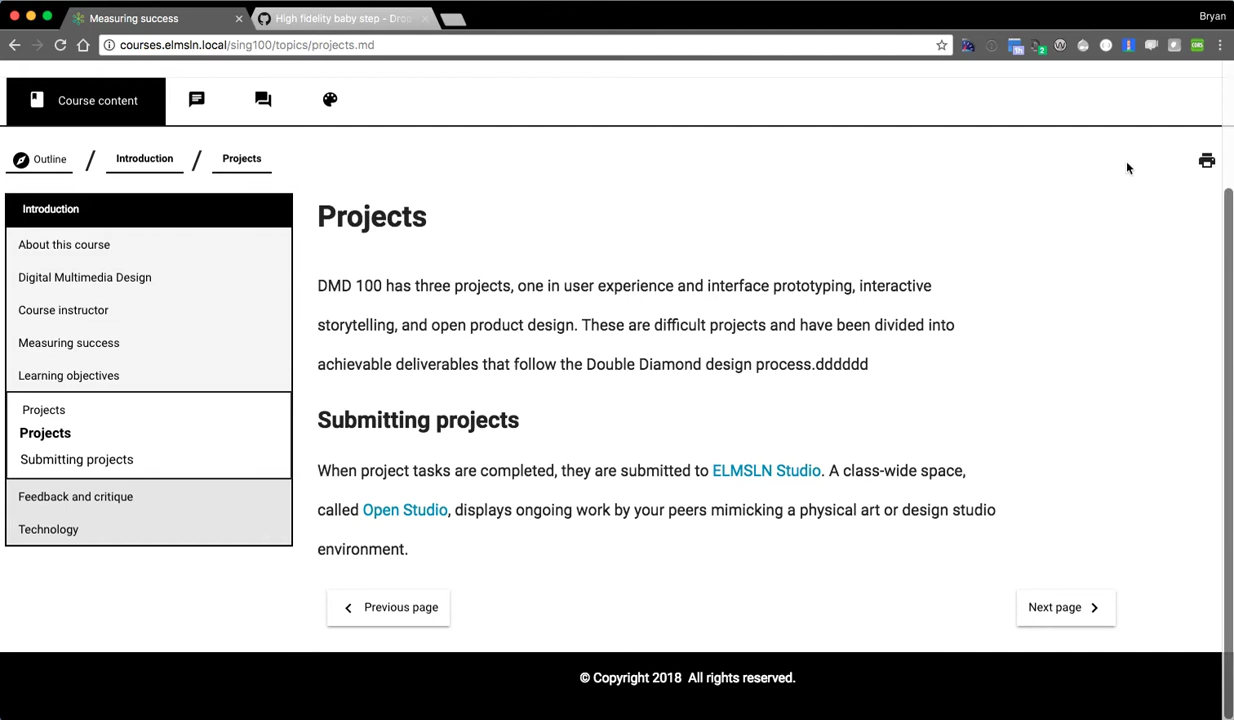 Measuring success
High fidelity baby step - Drop
Bryan
courses.elmsln.local/sing100/topics/projects.md
1h
2
CORS
Course content
Outline / Introduction / Projects
Introduction
About this course
Digital Multimedia Design
Course instructor
Measuring success
Learning objectives
Projects
Projects
Submitting projects
Feedback and critique
Technology
Projects
DMD 100 has three projects, one in user experience and interface prototyping, interactive
storytelling, and open product design. These are difficult projects and have been divided into
achievable deliverables that follow the Double Diamond design process.dddddd
Submitting projects
When project tasks are completed, they are submitted to ELMSLN Studio. A class-wide space,
called Open Studio, displays ongoing work by your peers mimicking a physical art or design studio
environment.
Previous page
Next page
© Copyright 2018 All rights reserved.